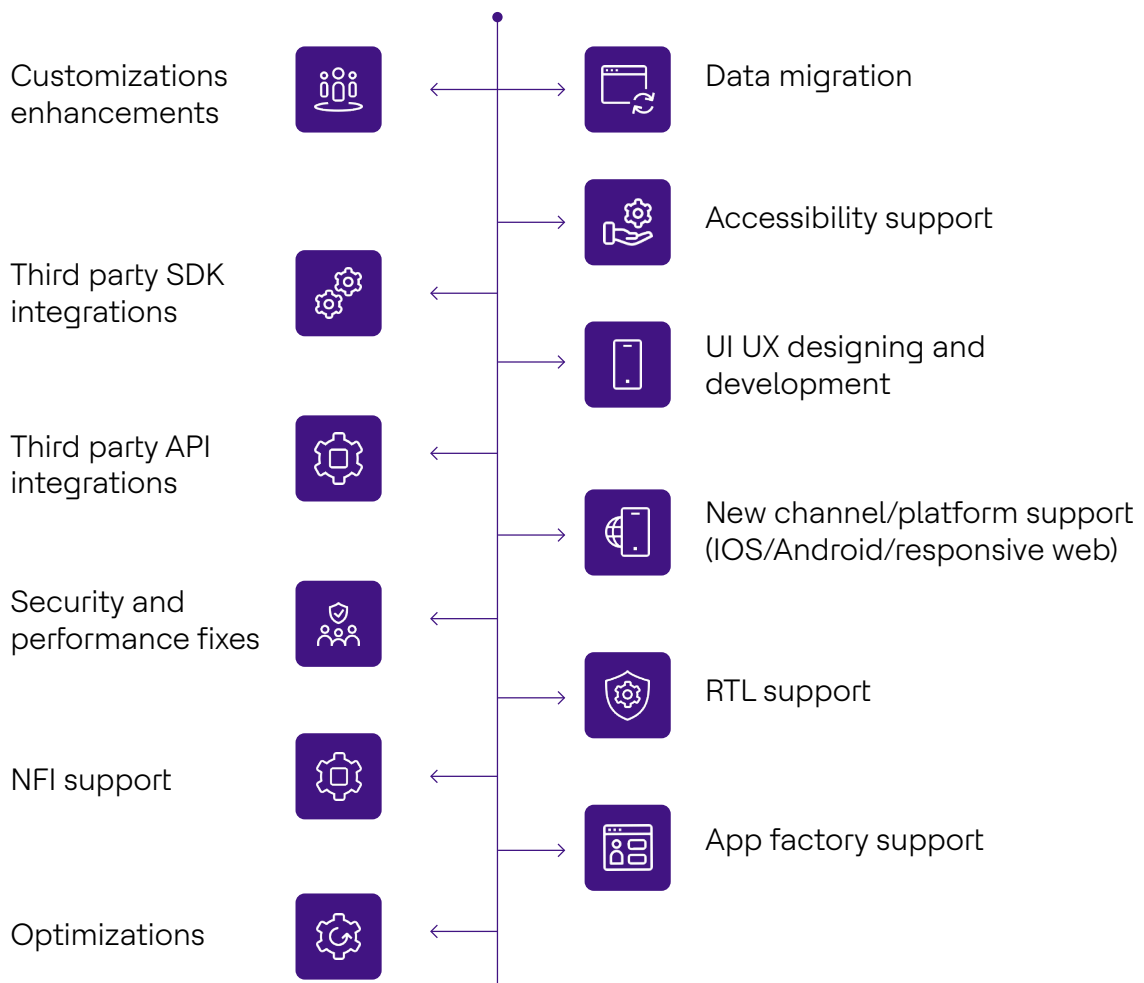 Customizations
enhancements
Data migration
Accessibility support
Third party SDK
integrations
UI UX designing and
development
Third party API
integrations
New channel/platform support
(IOS/Android/responsive web)
Security and
performance fixes
RTL support
NFI support
App factory support
Optimizations